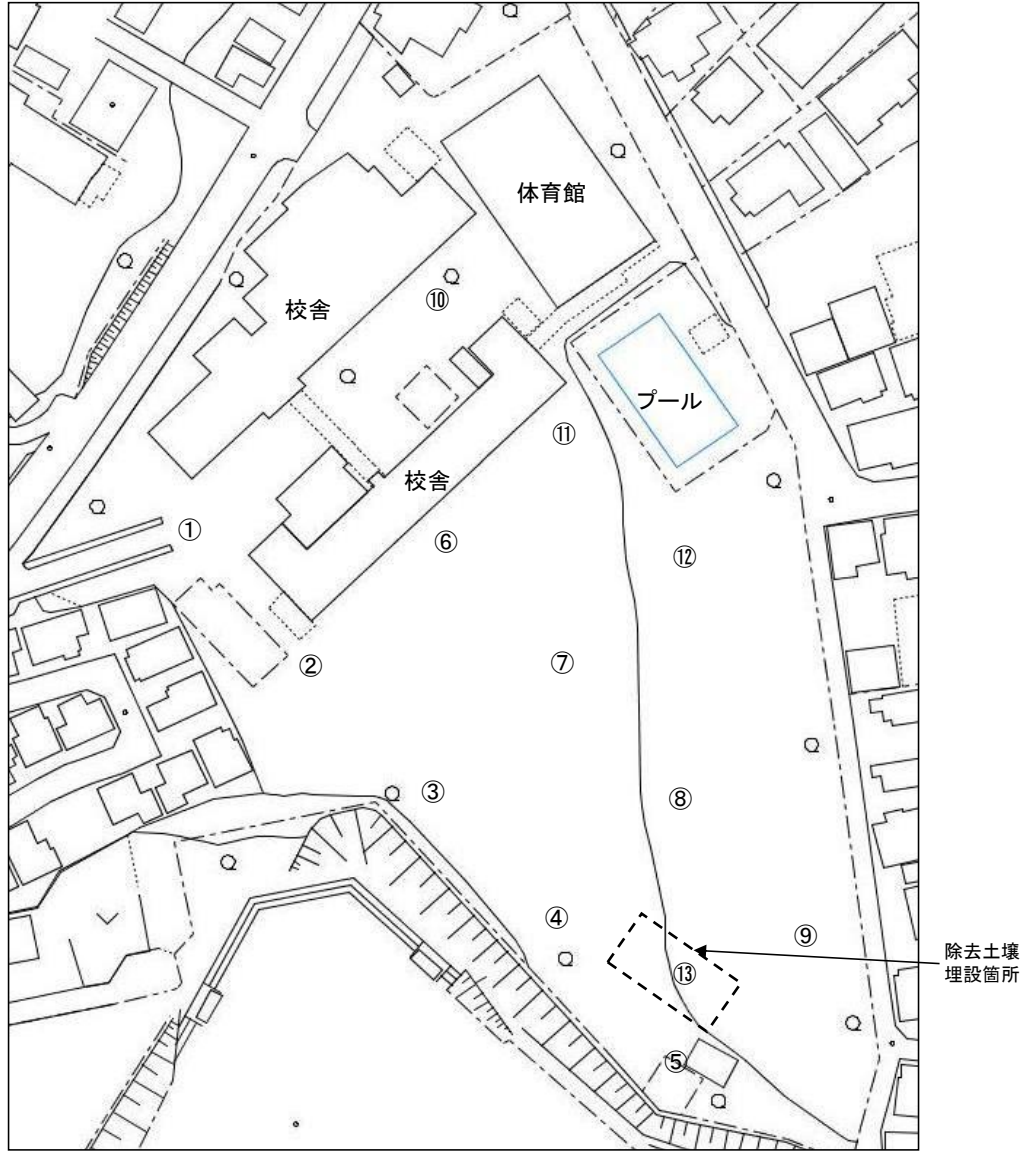 体育館
⑩
校舎
プール
⑪
校舎
①
⑥
⑫
②
⑦
③
⑧
④
⑨
除去土壌
埋設箇所
⑬
⑤